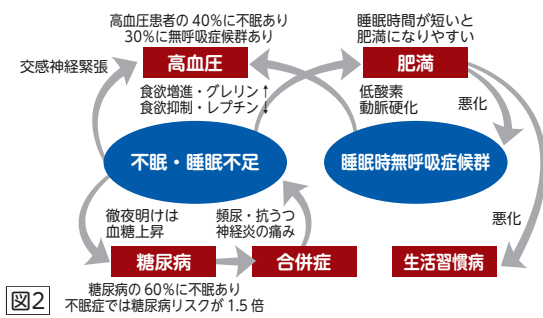 高血圧患者の 40％に不眠あり
30％に無呼吸症候群あり
睡眠時間が短いと
肥満になりやすい
交感神経緊張
高血圧
肥満
食欲増進・グレリン↑
食欲抑制・レプチン↓
低酸素
動脈硬化
悪化
不眠・睡眠不足
睡眠時無呼吸症候群
徹夜明けは
血糖上昇
頻尿・抗うつ
神経炎の痛み
悪化
糖尿病
合併症
生活習慣病
糖尿病の 60％に不眠あり
不眠症では糖尿病リスクが 1.5 倍
図2